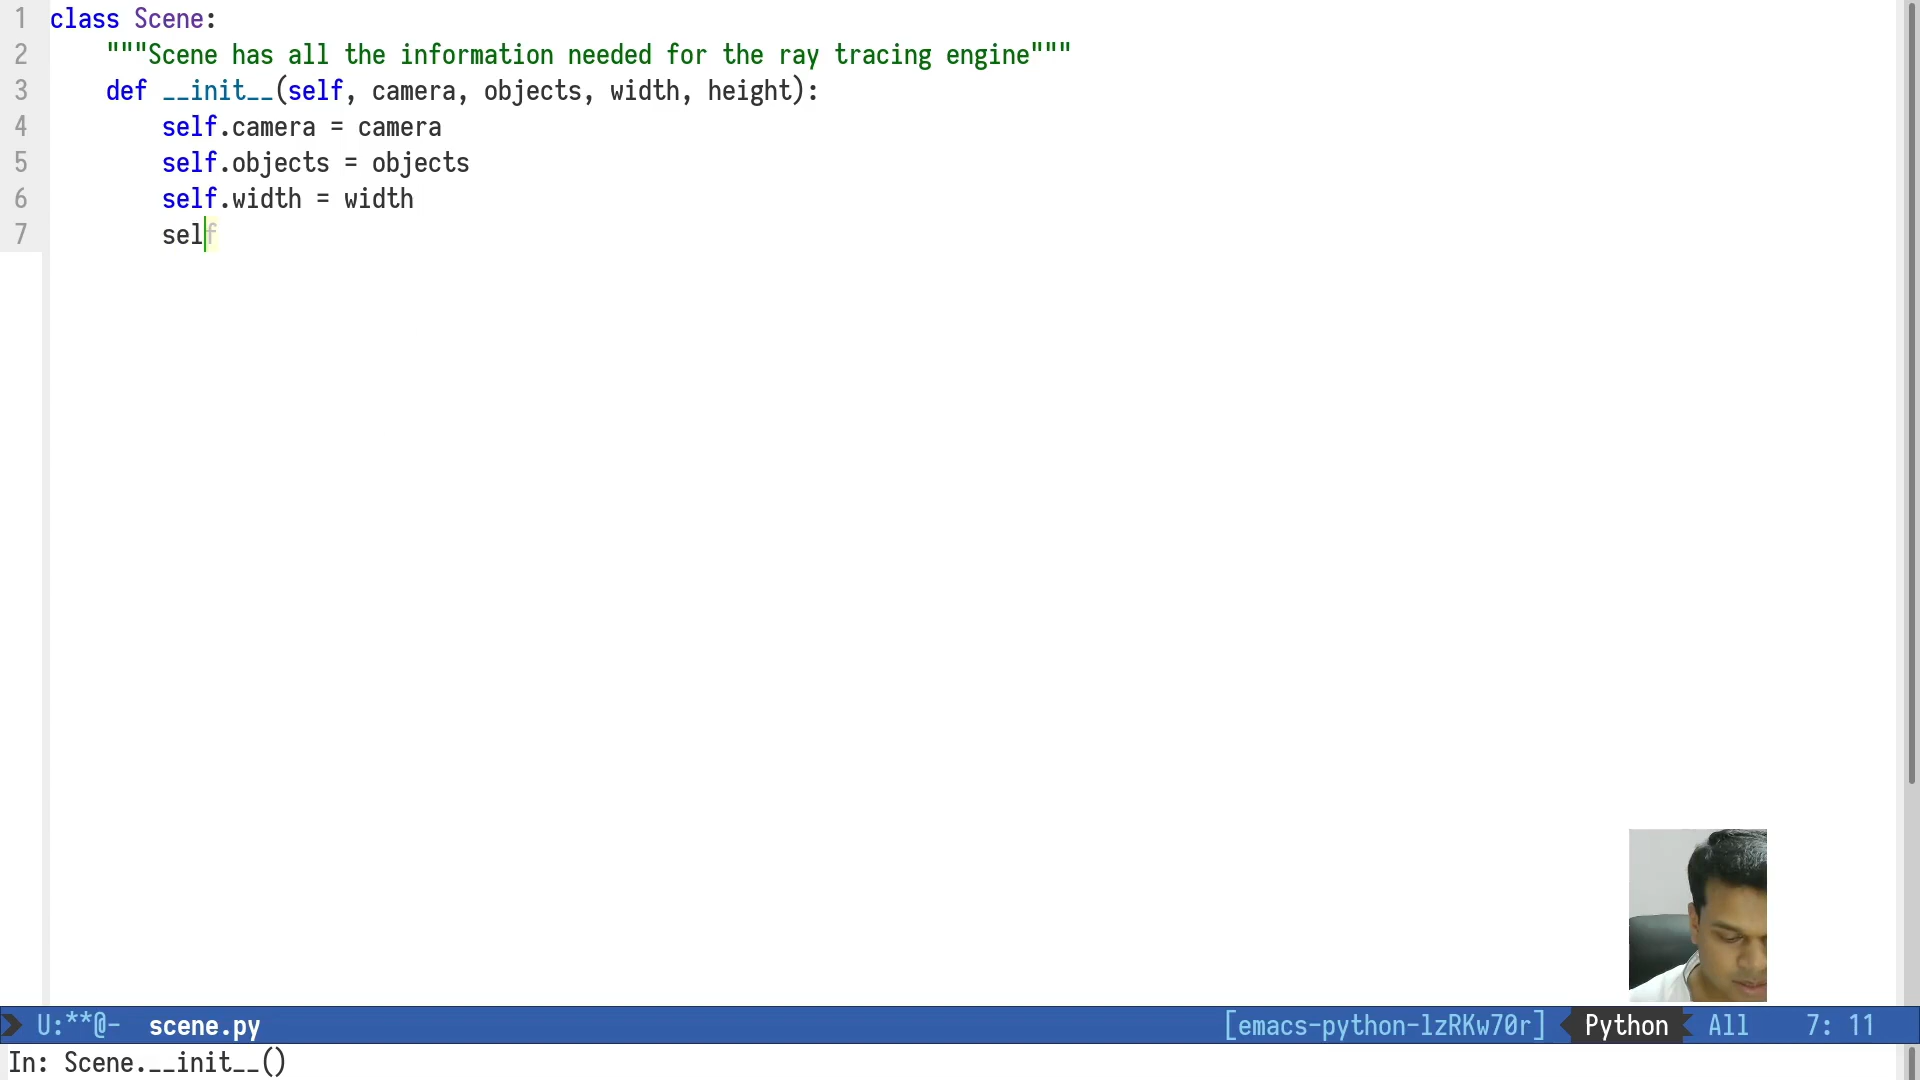 1 class Scene:
2 """Scene has all the information needed for the ray tracing engine"""
3 def __init__(self, camera, objects, width, height):
4 self.camera = camera
5 self.objects = objects
6 self.width = width
7 self
U:**@- scene.py [emacs-python-lzRKw70r] Python All 7: 11
In: Scene.__init__()